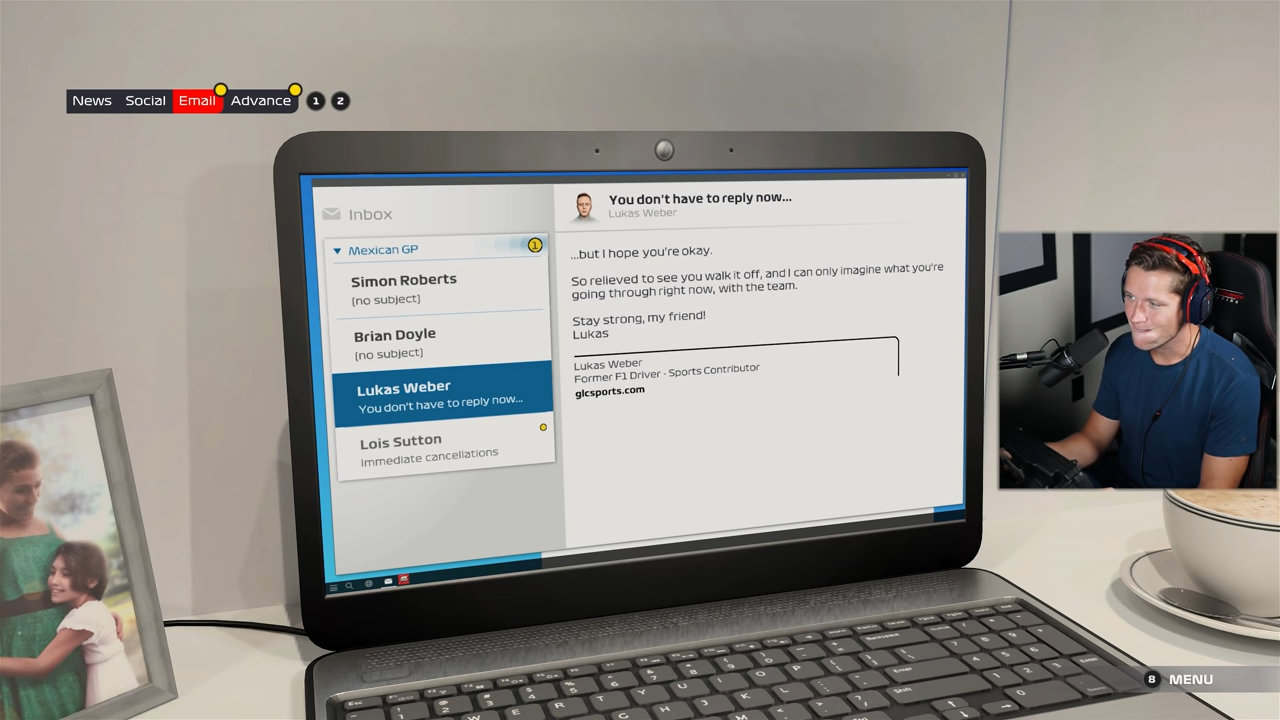 News Social Email Advance 1 2
Inbox
Mexican GP 1
Simon Roberts
(no subject)
Brian Doyle
(no subject)
Lukas Weber
You don't have to reply now...
Lois Sutton
Immediate cancellations
You don't have to reply now...
Lukas Weber
...but I hope you're okay.
So relieved to see you walk it off, and I can only imagine what you're
going through right now, with the team.
Stay strong, my friend!
Lukas
Lukas Weber
Former F1 Driver - Sports Contributor
glcsports.com
8 MENU